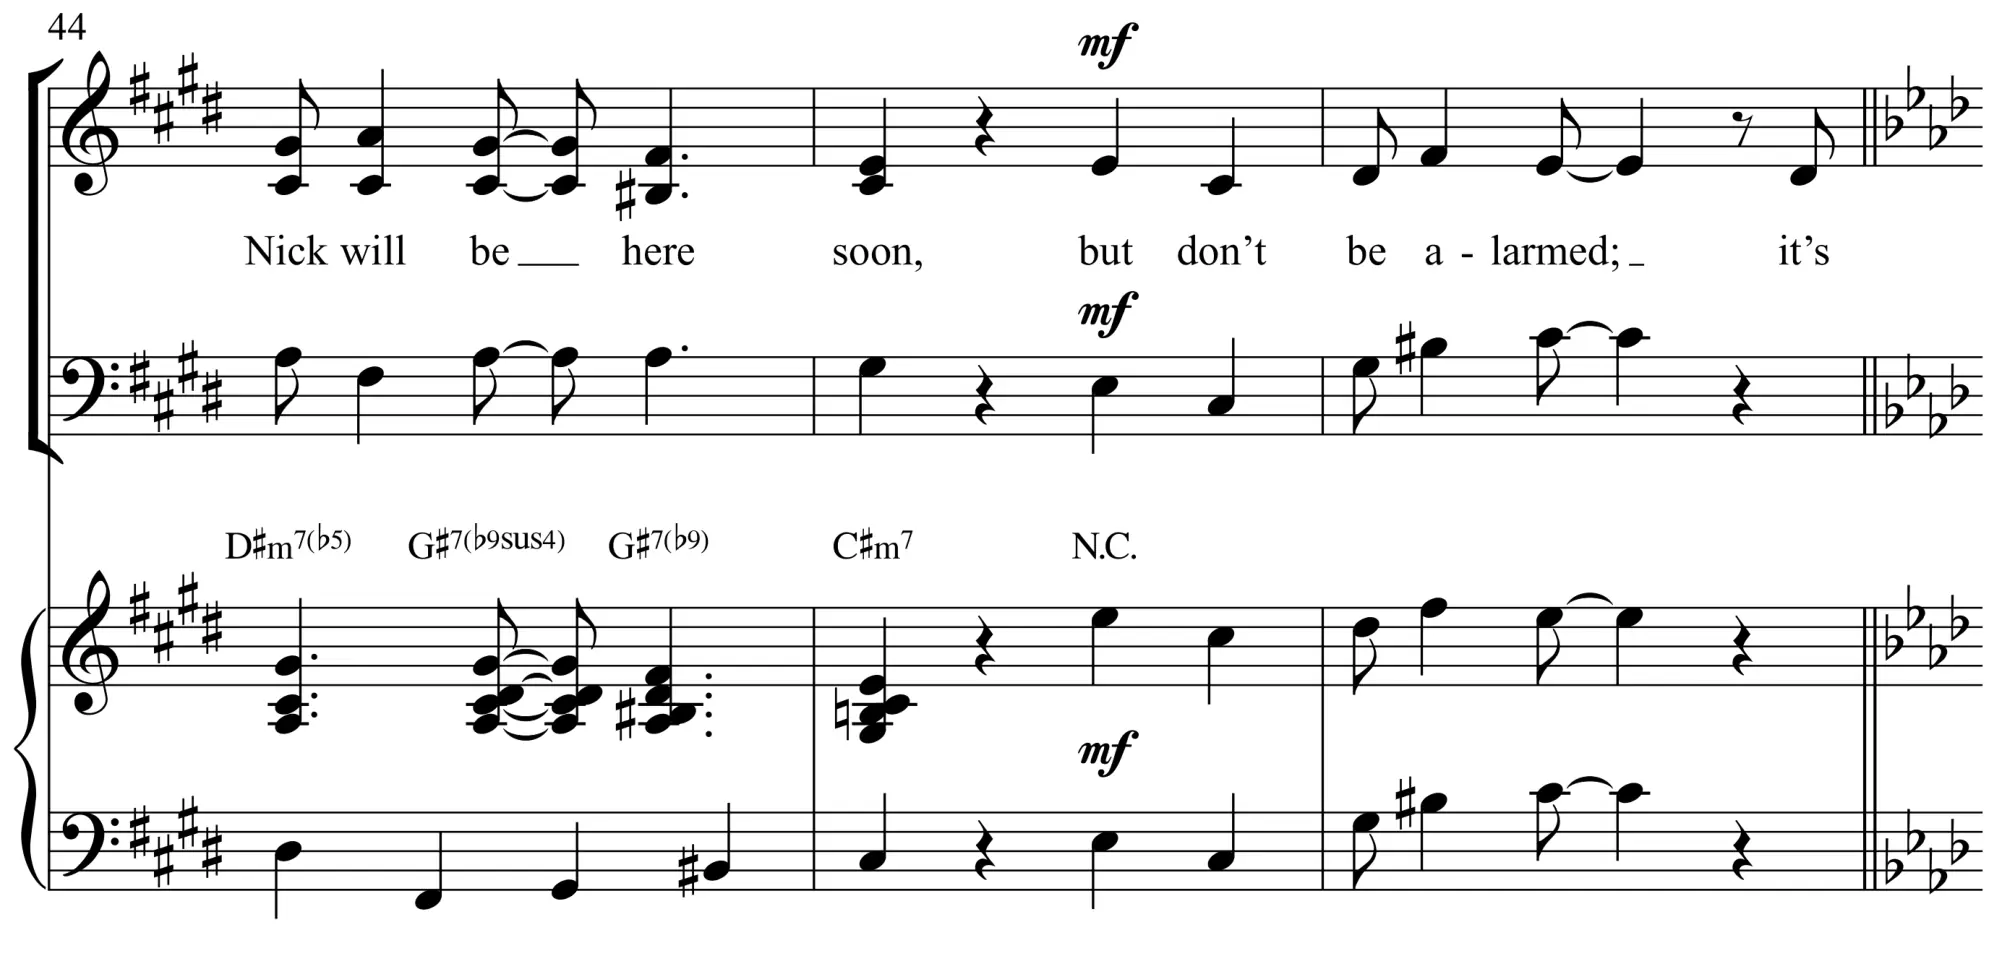 44
mf
Nick will be here soon, but don't be a - larmed; it's
mf
D♯m7(♭5) G♯7(♭9sus4) G♯7(♭9) C♯m7 N.C.
mf